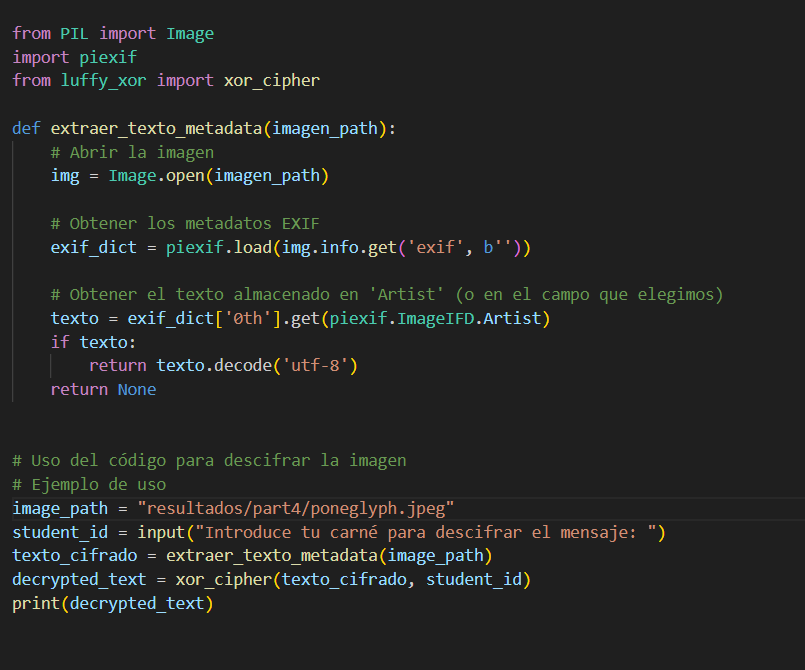 from PIL import Image
import piexif
from luffy_xor import xor_cipher
def extraer_texto_metadata(imagen_path):
    # Abrir la imagen
    img = Image.open(imagen_path)
    # Obtener los metadatos EXIF
    exif_dict = piexif.load(img.info.get('exif', b''))
    # Obtener el texto almacenado en 'Artist' (o en el campo que elegimos)
    texto = exif_dict['0th'].get(piexif.ImageIFD.Artist)
    if texto:
        return texto.decode('utf-8')
    return None
# Uso del código para descifrar la imagen
# Ejemplo de uso
image_path = "resultados/part4/poneglyph.jpeg"
student_id = input("Introduce tu carné para descifrar el mensaje: ")
texto_cifrado = extraer_texto_metadata(image_path)
decrypted_text = xor_cipher(texto_cifrado, student_id)
print(decrypted_text)